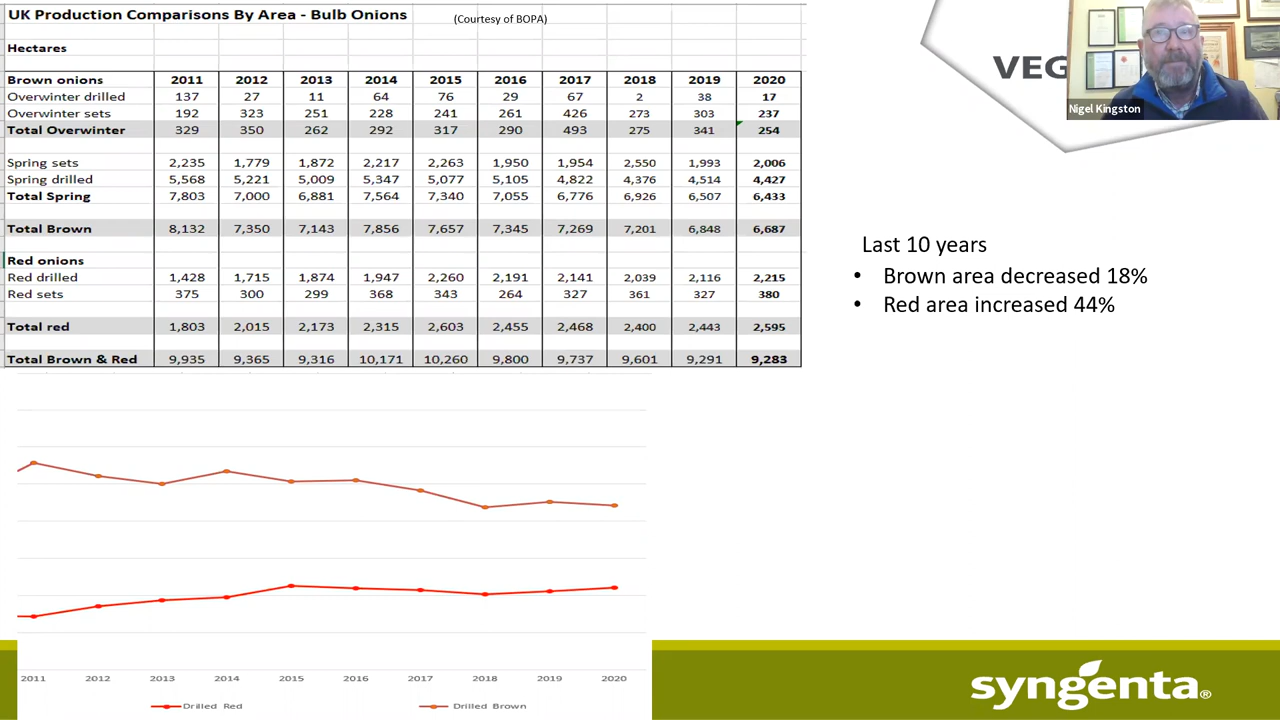 UK Production Comparisons By Area - Bulb Onions (Courtesy of BOPA)
Hectares
Brown onions 2011 2012 2013 2014 2015 2016 2017 2018 2019 2020
Overwinter drilled 137 27 11 64 76 29 67 2 38 17
Overwinter sets 192 323 251 228 241 261 426 273 303 237
Total Overwinter 329 350 262 292 317 290 493 275 341 254
Spring sets 2,235 1,779 1,872 2,217 2,263 1,950 1,954 2,550 1,993 2,006
Spring drilled 5,568 5,221 5,009 5,347 5,077 5,105 4,822 4,376 4,514 4,427
Total Spring 7,803 7,000 6,881 7,564 7,340 7,055 6,776 6,926 6,507 6,433
Total Brown 8,132 7,350 7,143 7,856 7,657 7,345 7,269 7,201 6,848 6,687
Red onions
Red drilled 1,428 1,715 1,874 1,947 2,260 2,191 2,141 2,039 2,116 2,215
Red sets 375 300 299 368 343 264 327 361 327 380
Total red 1,803 2,015 2,173 2,315 2,603 2,455 2,468 2,400 2,443 2,595
Total Brown & Red 9,935 9,365 9,316 10,171 10,260 9,800 9,737 9,601 9,291 9,283
2011 2012 2013 2014 2015 2016 2017 2018 2019 2020
Drilled Red Drilled Brown
VEG
Nigel Kingston
Last 10 years
• Brown area decreased 18%
• Red area increased 44%
syngenta®